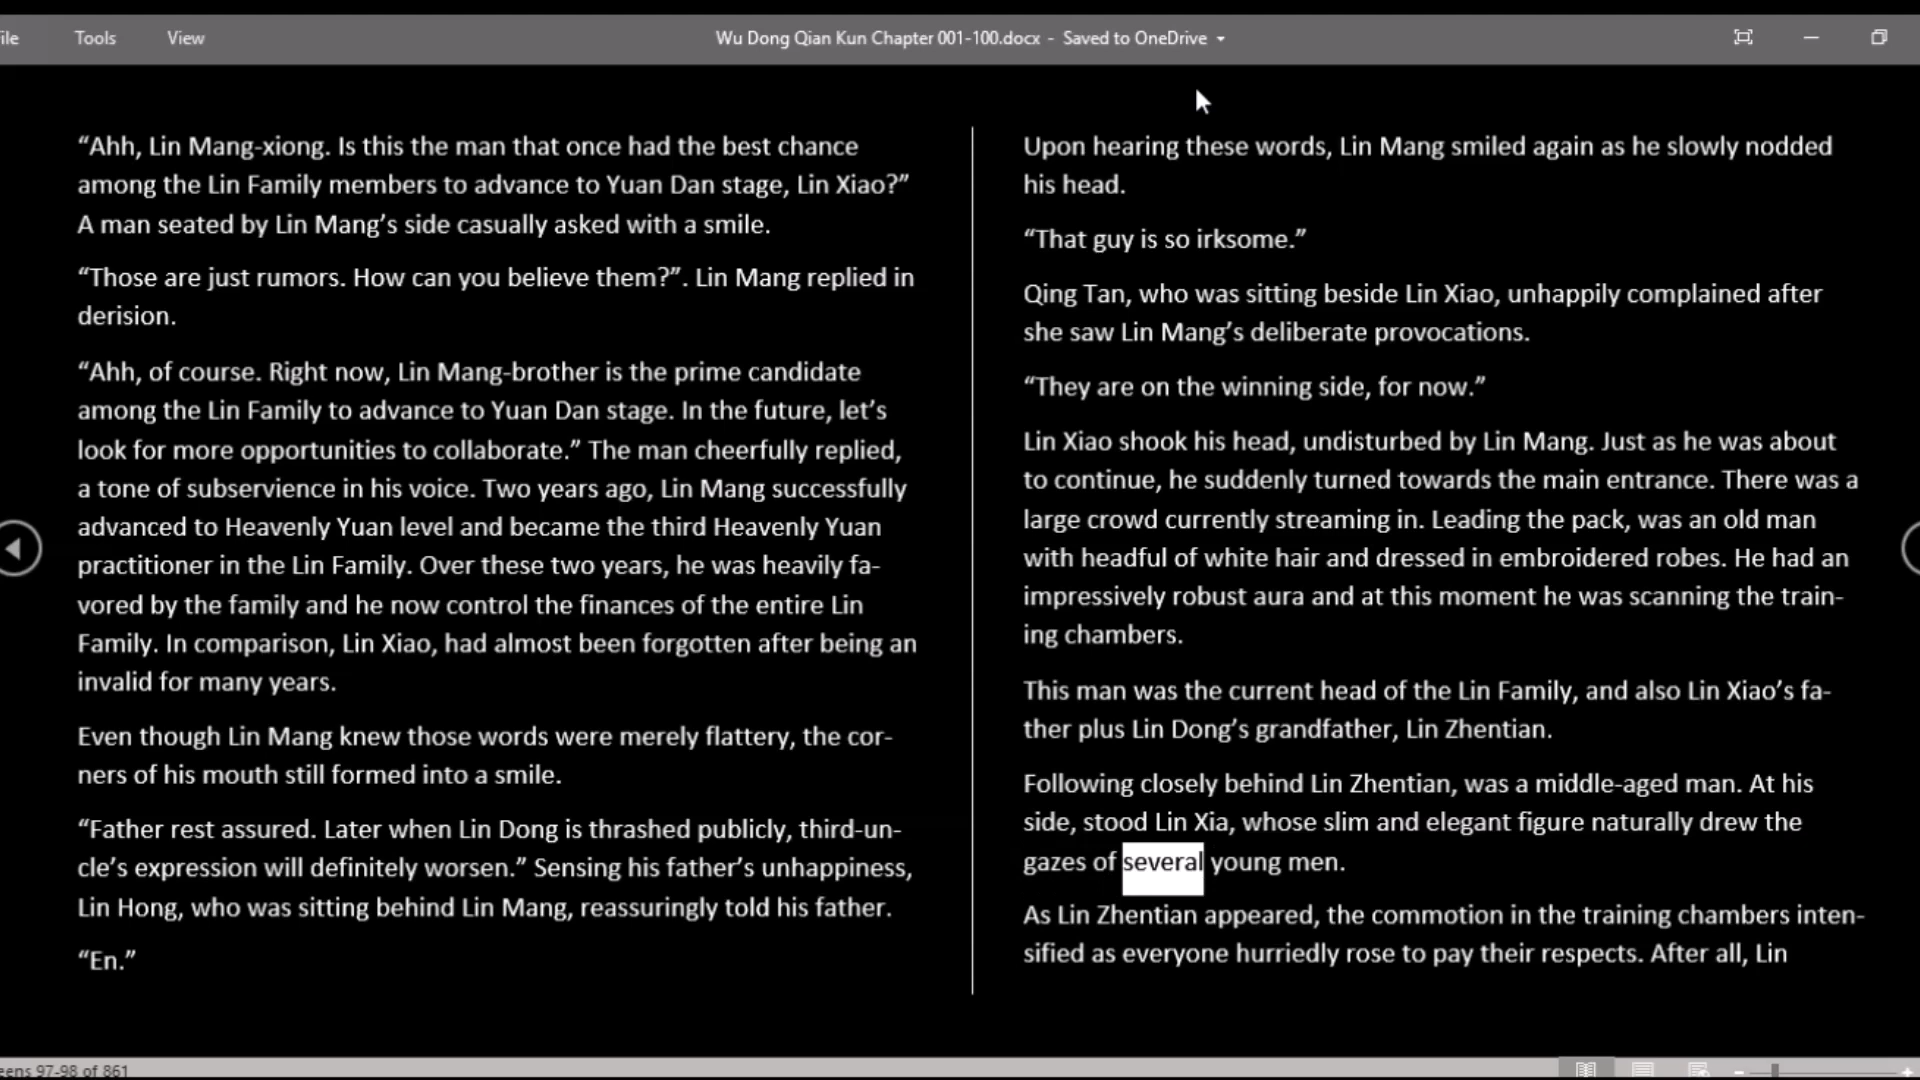 Tools
View
Wu Dong Qian Kun Chapter 001-100.docx - Saved to OneDrive
“Ahh, Lin Mang-xiong. Is this the man that once had the best chance
among the Lin Family members to advance to Yuan Dan stage, Lin Xiao?”
A man seated by Lin Mang’s side casually asked with a smile.
“Those are just rumors. How can you believe them?”. Lin Mang replied in
derision.
“Ahh, of course. Right now, Lin Mang-brother is the prime candidate
among the Lin Family to advance to Yuan Dan stage. In the future, let’s
look for more opportunities to collaborate.” The man cheerfully replied,
a tone of subservience in his voice. Two years ago, Lin Mang successfully
advanced to Heavenly Yuan level and became the third Heavenly Yuan
practitioner in the Lin Family. Over these two years, he was heavily fa-
vored by the family and he now control the finances of the entire Lin
Family. In comparison, Lin Xiao, had almost been forgotten after being an
invalid for many years.
Even though Lin Mang knew those words were merely flattery, the cor-
ners of his mouth still formed into a smile.
“Father rest assured. Later when Lin Dong is thrashed publicly, third-un-
cle’s expression will definitely worsen.” Sensing his father’s unhappiness,
Lin Hong, who was sitting behind Lin Mang, reassuringly told his father.
“En.”
Upon hearing these words, Lin Mang smiled again as he slowly nodded
his head.
“That guy is so irksome.”
Qing Tan, who was sitting beside Lin Xiao, unhappily complained after
she saw Lin Mang’s deliberate provocations.
“They are on the winning side, for now.”
Lin Xiao shook his head, undisturbed by Lin Mang. Just as he was about
to continue, he suddenly turned towards the main entrance. There was a
large crowd currently streaming in. Leading the pack, was an old man
with headful of white hair and dressed in embroidered robes. He had an
impressively robust aura and at this moment he was scanning the train-
ing chambers.
This man was the current head of the Lin Family, and also Lin Xiao’s fa-
ther plus Lin Dong’s grandfather, Lin Zhentian.
Following closely behind Lin Zhentian, was a middle-aged man. At his
side, stood Lin Xia, whose slim and elegant figure naturally drew the
gazes of several young men.
As Lin Zhentian appeared, the commotion in the training chambers inten-
sified as everyone hurriedly rose to pay their respects. After all, Lin
97-98 of 861